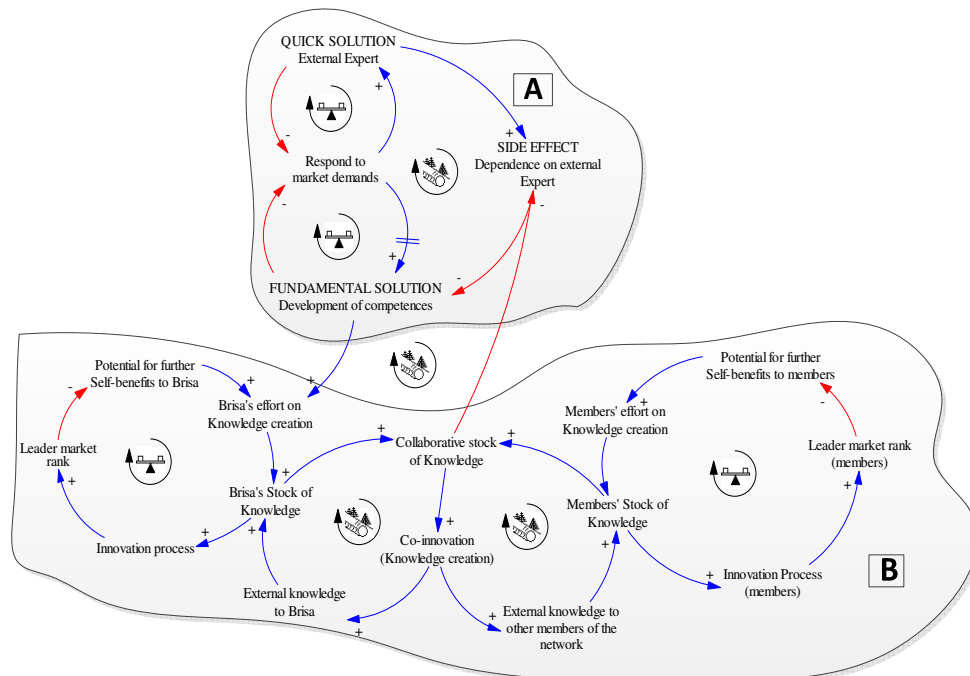 QUICK SOLUTION
External Expert
A
+
-
+
SIDE EFFECT
Dependence on external
Expert
Respond to
market demands
-
-
+
-
FUNDAMENTAL SOLUTION
Development of competences
Potential for further
Self-benefits to Brisa
-
+
+
Brisa's effort on
Knowledge creation
Leader market
rank
+
+
Brisa's Stock of
Knowledge
+
+
Innovation process
External knowledge
to Brisa
+
Collaborative stock
of Knowledge
+
+
Co-innovation
(Knowledge creation)
+
+
External knowledge to
other members of the
network
+
Potential for further
Self-benefits to members
+
-
Members' effort on
Knowledge creation
+
Leader market rank
(members)
+
Members' Stock of
Knowledge
+
Innovation Process
(members)
B